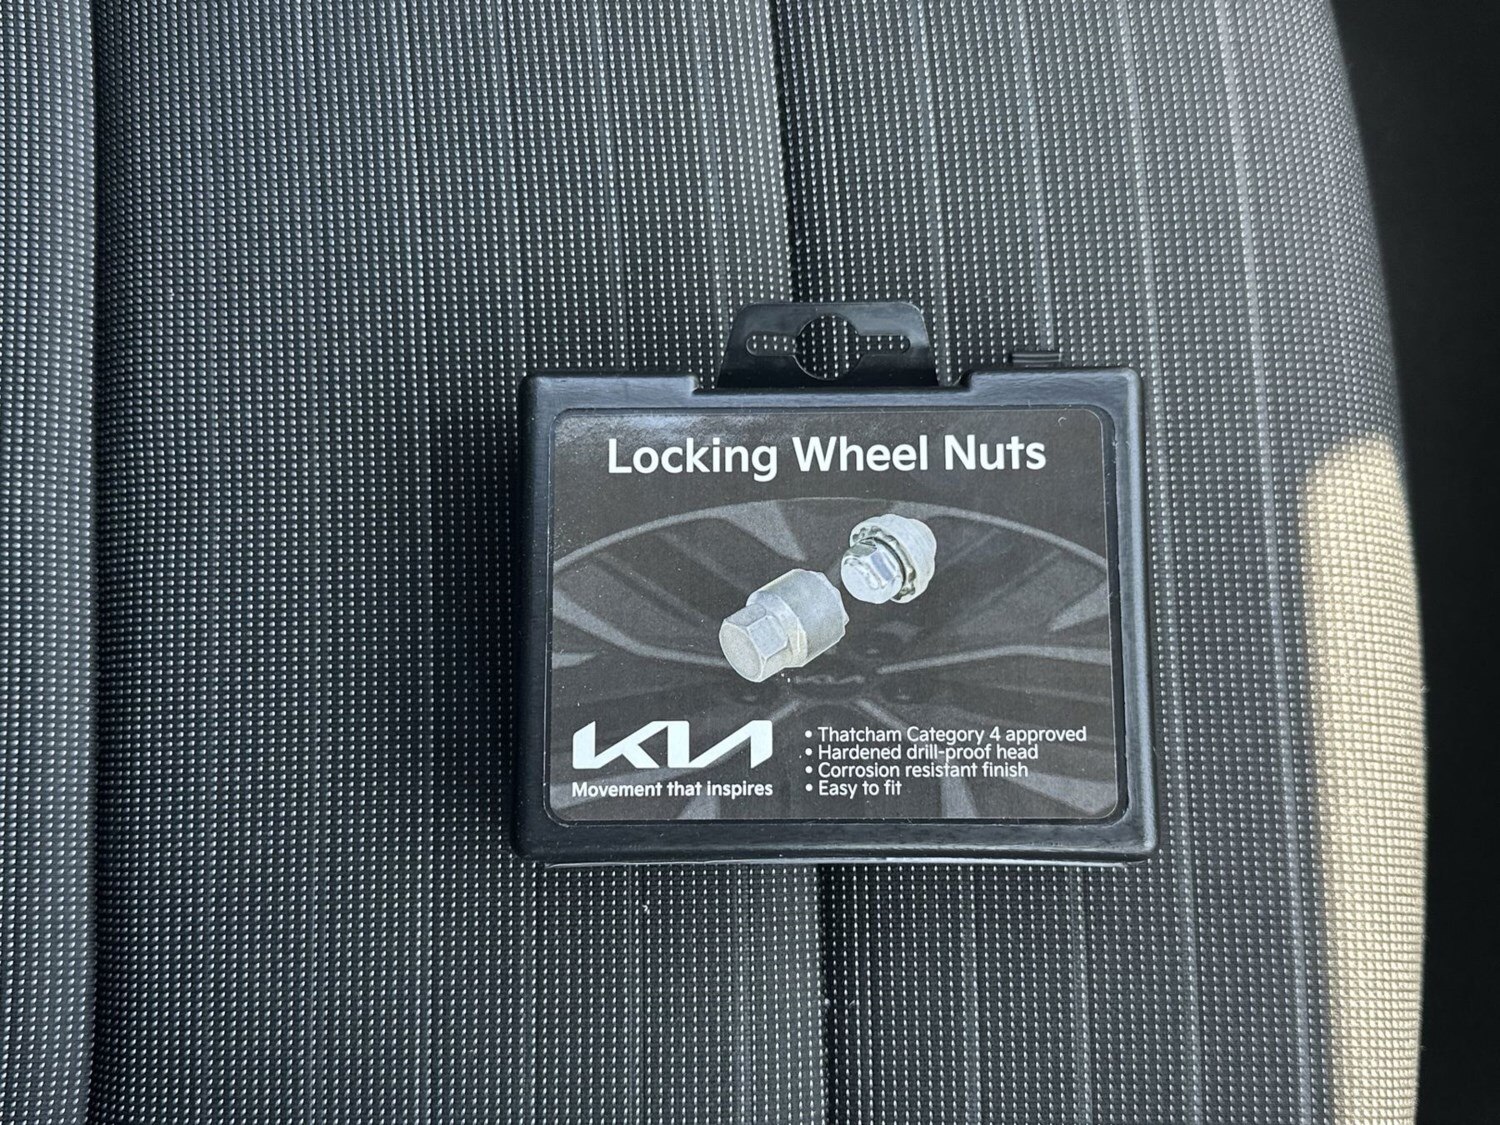 Locking Wheel Nuts
KIA
KIA
Movement that inspires
• Thatcham Category 4 approved
• Hardened drill-proof head
• Corrosion resistant finish
• Easy to fit